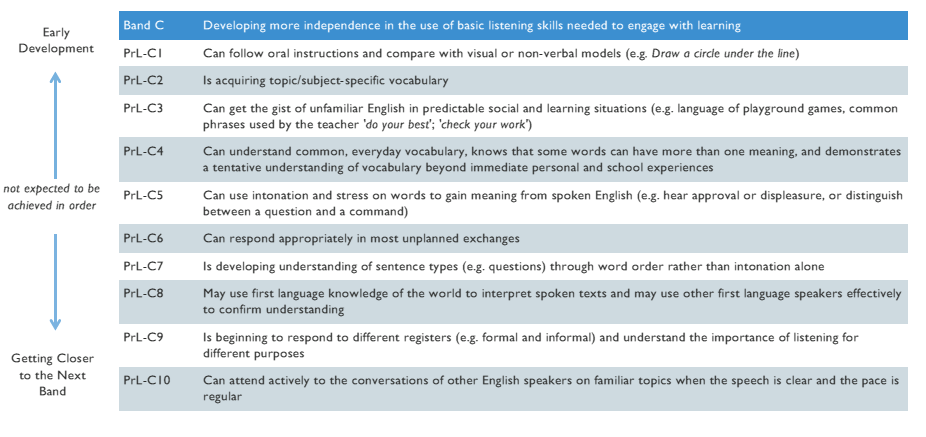 Early
Development
not expected to be
achieved in order
Getting Closer
to the Next
Band
Band C Developing more independence in the use of basic listening skills needed to engage with learning
PrL-C1 Can follow oral instructions and compare with visual or non-verbal models (e.g. Draw a circle under the line)
PrL-C2 Is acquiring topic/subject-specific vocabulary
PrL-C3 Can get the gist of unfamiliar English in predictable social and learning situations (e.g. language of playground games, common
phrases used by the teacher 'do your best'; 'check your work')
PrL-C4 Can understand common, everyday vocabulary, knows that some words can have more than one meaning, and demonstrates
a tentative understanding of vocabulary beyond immediate personal and school experiences
PrL-C5 Can use intonation and stress on words to gain meaning from spoken English (e.g. hear approval or displeasure, or distinguish
between a question and a command)
PrL-C6 Can respond appropriately in most unplanned exchanges
PrL-C7 Is developing understanding of sentence types (e.g. questions) through word order rather than intonation alone
PrL-C8 May use first language knowledge of the world to interpret spoken texts and may use other first language speakers effectively
to confirm understanding
PrL-C9 Is beginning to respond to different registers (e.g. formal and informal) and understand the importance of listening for
different purposes
PrL-C10 Can attend actively to the conversations of other English speakers on familiar topics when the speech is clear and the pace is
regular